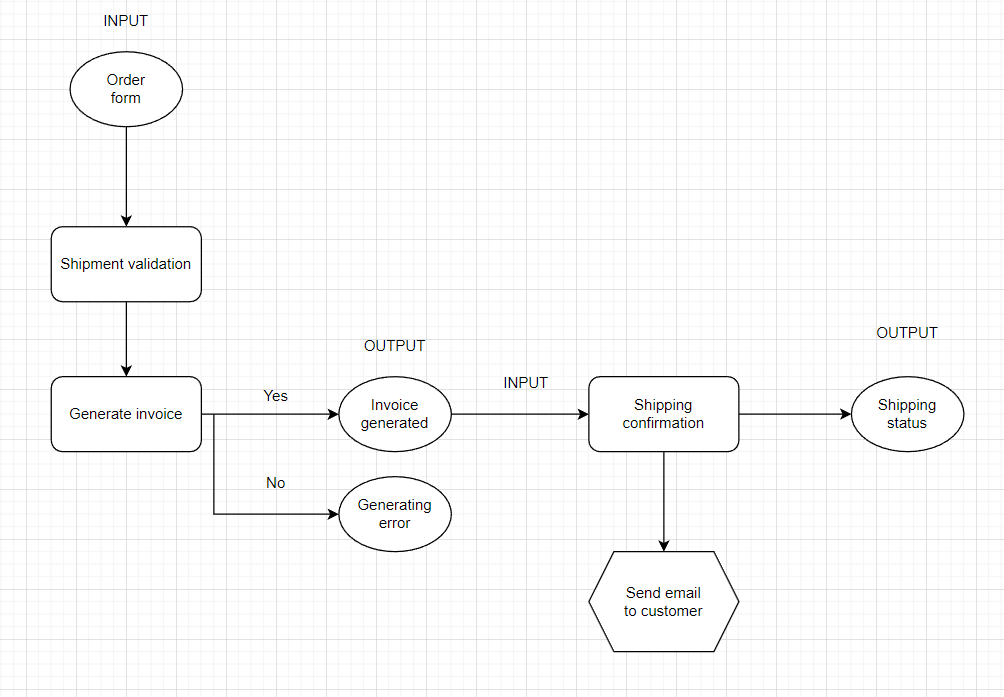 INPUT
Order
form
Shipment validation
Generate invoice
Yes
No
OUTPUT
Invoice
generated
Generating
error
INPUT
Shipping
confirmation
Send email
to customer
OUTPUT
Shipping
status